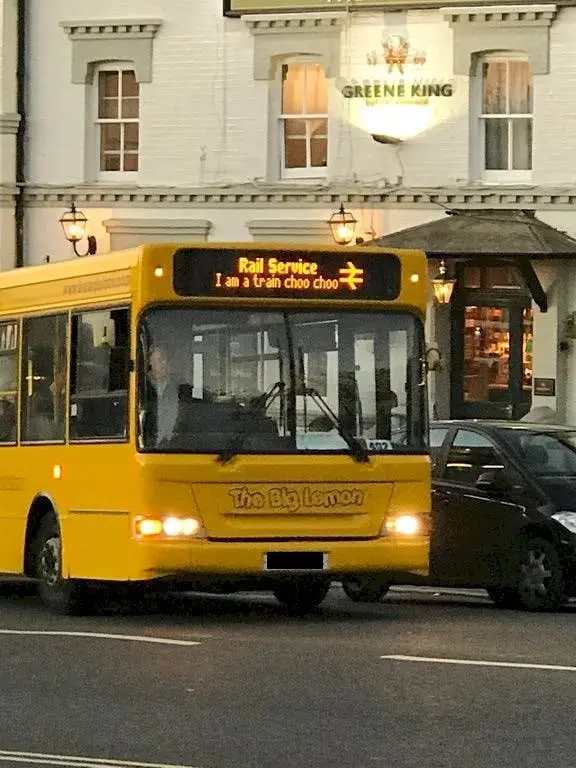 GREENE KING
Rail Service
I am a train choo choo
The Big Lemon